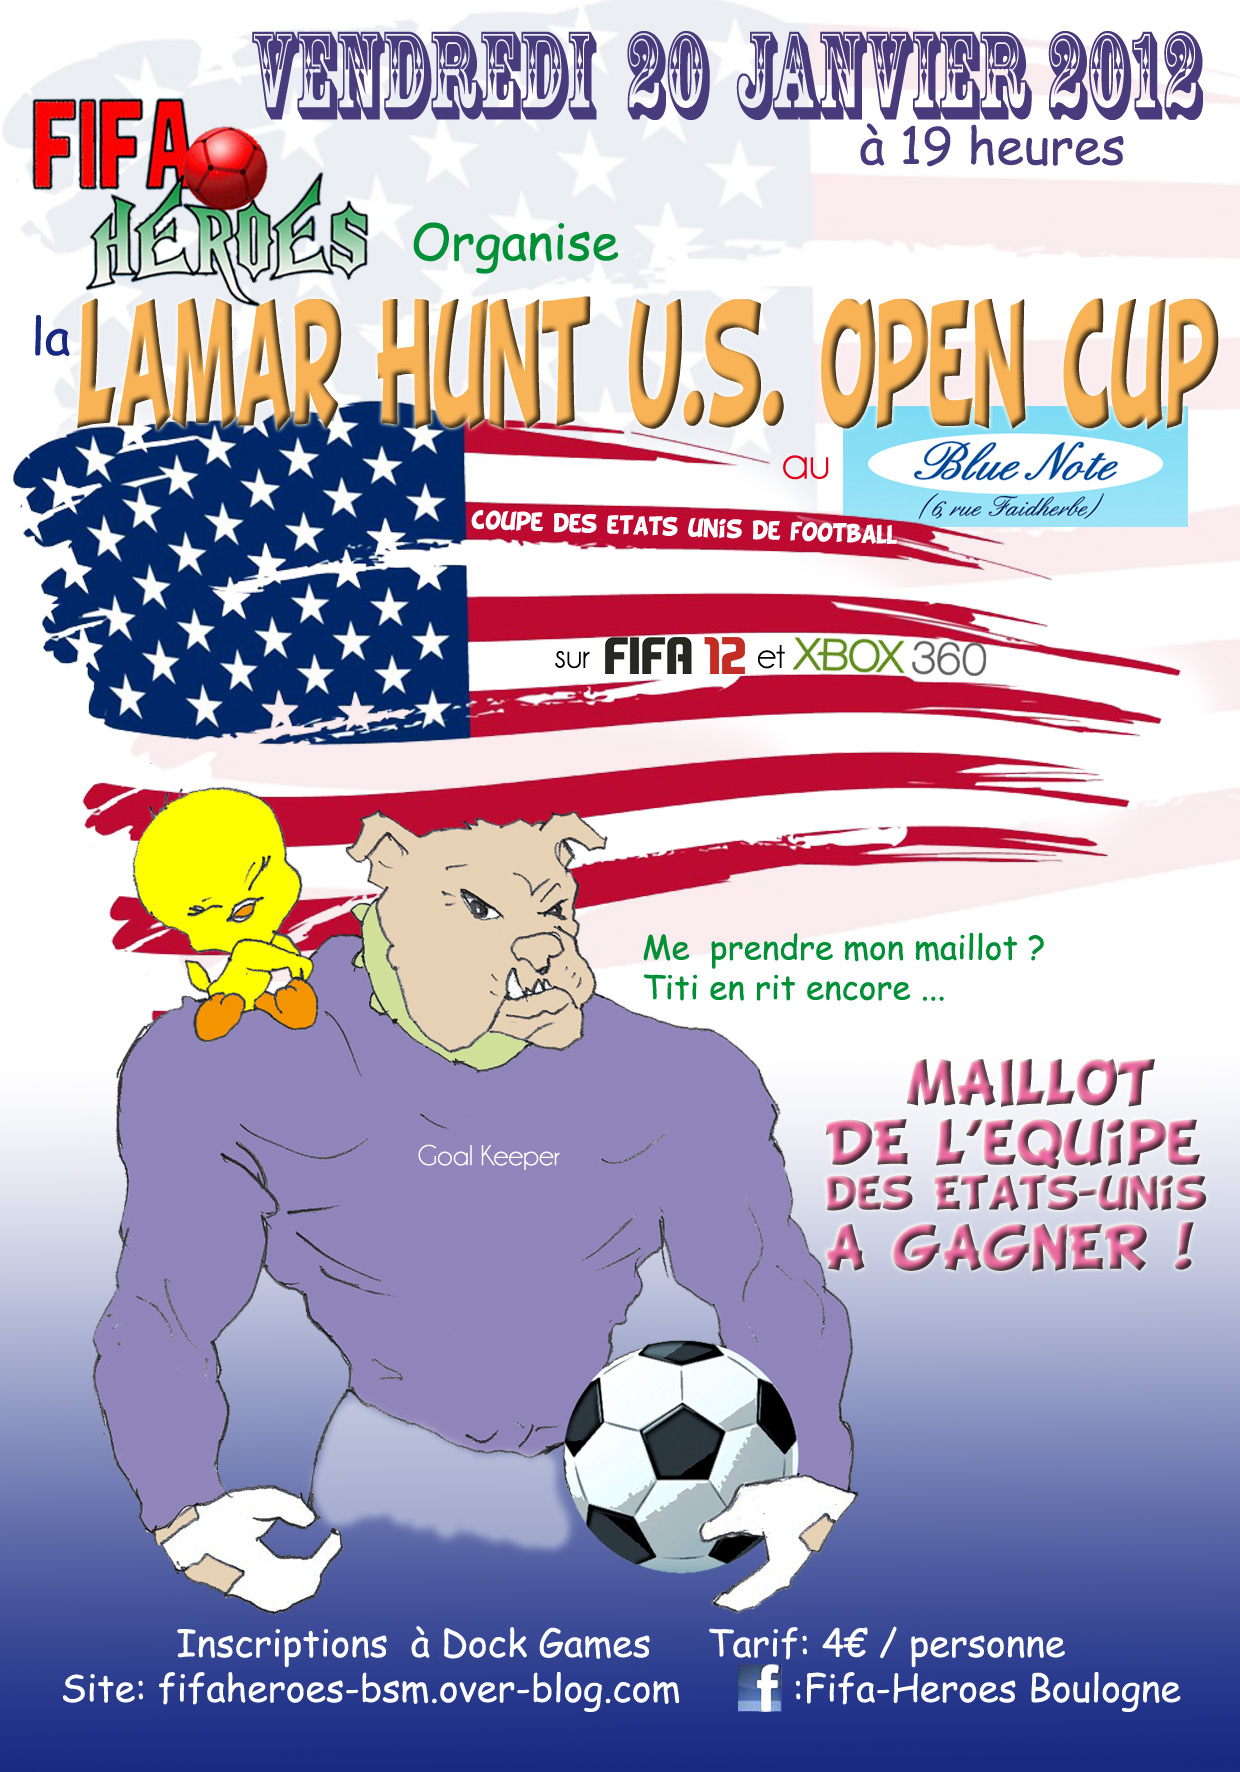 VENDREDI 20 JANVIER 2012
à 19 heures
FIFA
HEROES
Organise
la LAMAR HUNT U.S. OPEN CUP
au Blue Note
(6, rue Faidherbe)
COUPE DES ETATS UNIS DE FOOTBALL
sur FIFA 12 et XBOX 360
Me prendre mon maillot ?
Titi en rit encore ...
MAILLOT
DE L'EQUIPE
DES ETATS-UNIS
A GAGNER !
Goal Keeper
Inscriptions à Dock Games Tarif: 4€ / personne
Site: fifaheroes-bsm.over-blog.com f :Fifa-Heroes Boulogne